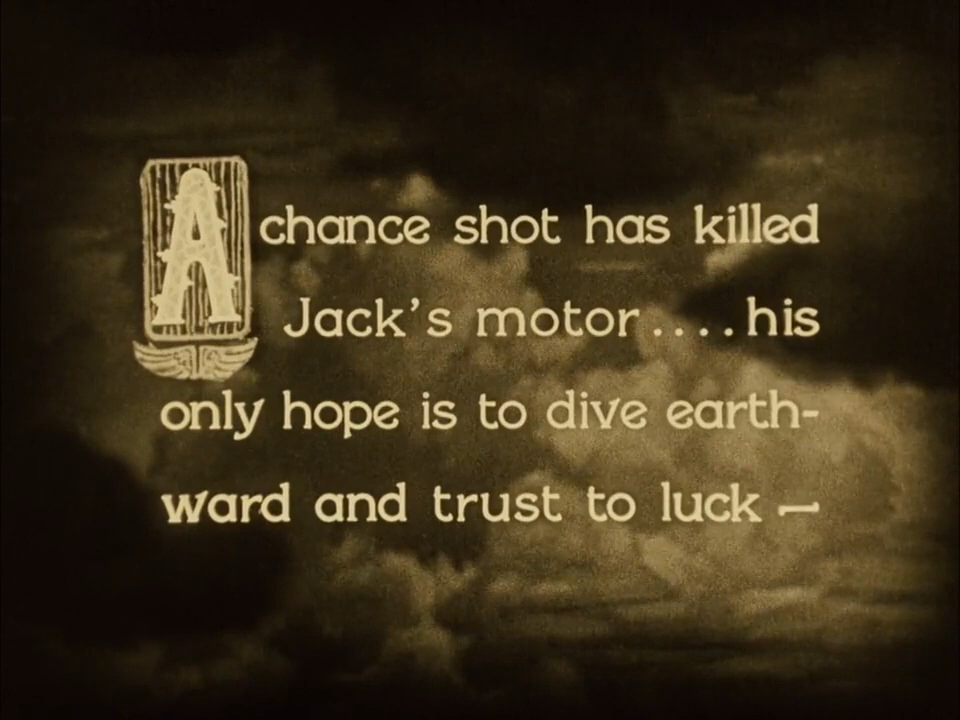 A chance shot has killed
Jack's motor....his
only hope is to dive earth-
ward and trust to luck —